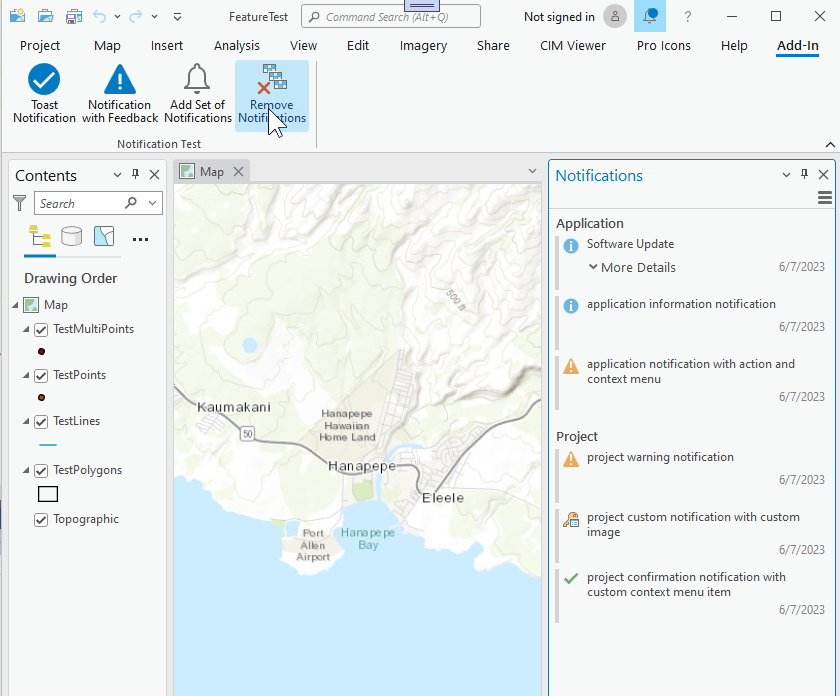 FeatureTest
Command Search (Alt+Q)
Not signed in
?
Project
Map
Insert
Analysis
View
Edit
Imagery
Share
CIM Viewer
Pro Icons
Help
Add-In
Toast
Notification
Notification
with Feedback
Add Set of
Notifications
Remove
Notifications
Notification Test
Contents
Search
Drawing Order
Map
TestMultiPoints
TestPoints
TestLines
TestPolygons
Topographic
Map
500 ft
Kaumakani
50
Hanapepe
Hawaiian
Home Land
Hanapepe
Eleele
Port
Allen
Airport
Hanapepe
Bay
Notifications
Application
Software Update
More Details
6/7/2023
application information notification
6/7/2023
application notification with action and
context menu
6/7/2023
Project
project warning notification
6/7/2023
project custom notification with custom
image
6/7/2023
project confirmation notification with
custom context menu item
6/7/2023